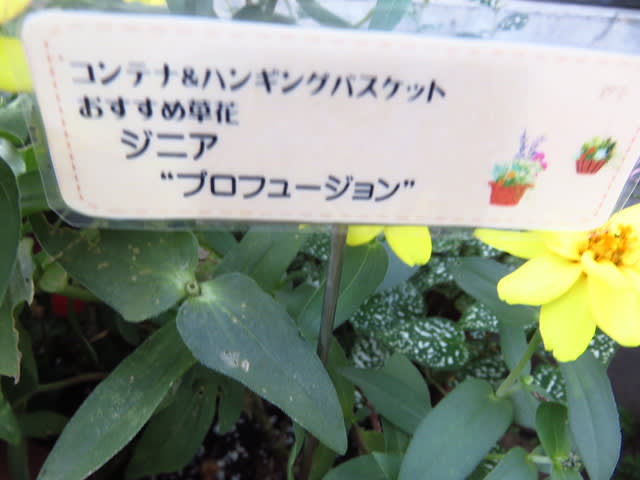 コンテナ&ハンギングバスケット
おすすめ草花
ジニア
“プロフュージョン”